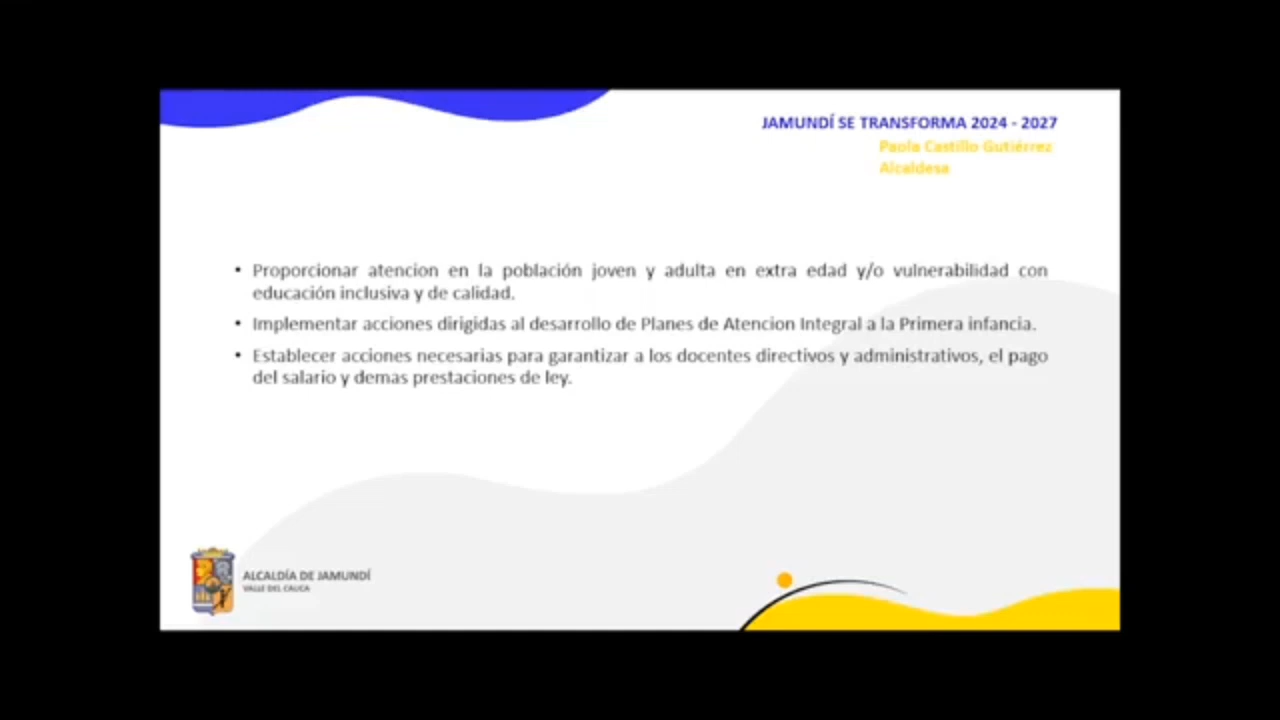 JAMUNDÍ SE TRANSFORMA 2024 - 2027
Paola Castillo Gutiérrez
Alcaldesa
• Proporcionar atencion en la población joven y adulta en extra edad y/o vulnerabilidad con
educación inclusiva y de calidad.
• Implementar acciones dirigidas al desarrollo de Planes de Atencion Integral a la Primera infancia.
• Establecer acciones necesarias para garantizar a los docentes directivos y administrativos, el pago
del salario y demas prestaciones de ley.
ALCALDÍA DE JAMUNDÍ
VALLE DEL CAUCA